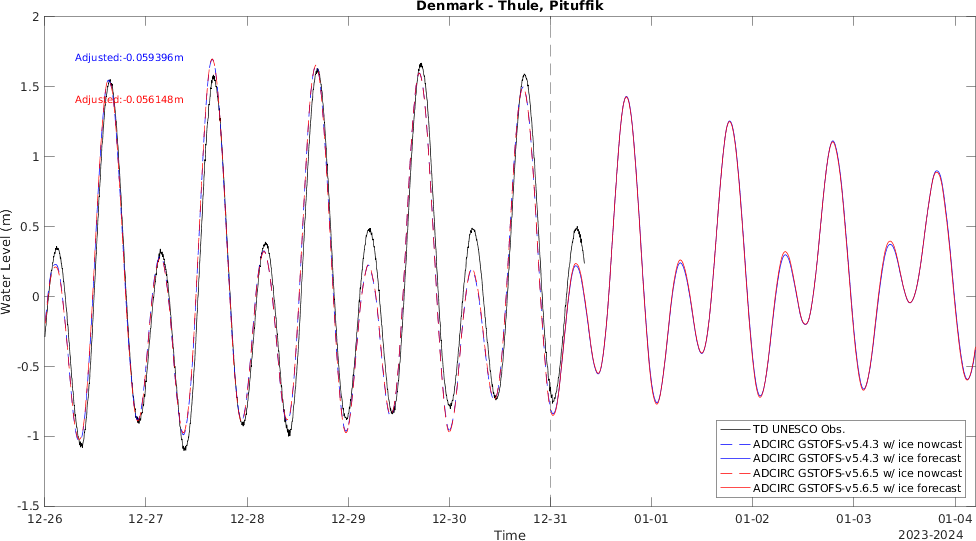 Denmark - Thule, Pituffik
2
1.5
1
0.5
0
-0.5
-1
-1.5
Water Level (m)
Adjusted:-0.059396m
Adjusted:-0.056148m
TD UNESCO Obs.
ADCIRC GSTOFS-v5.4.3 w/ ice nowcast
ADCIRC GSTOFS-v5.4.3 w/ ice forecast
ADCIRC GSTOFS-v5.6.5 w/ ice nowcast
ADCIRC GSTOFS-v5.6.5 w/ ice forecast
12-26 12-27 12-28 12-29 12-30 12-31 01-01 01-02 01-03 01-04
Time
2023-2024